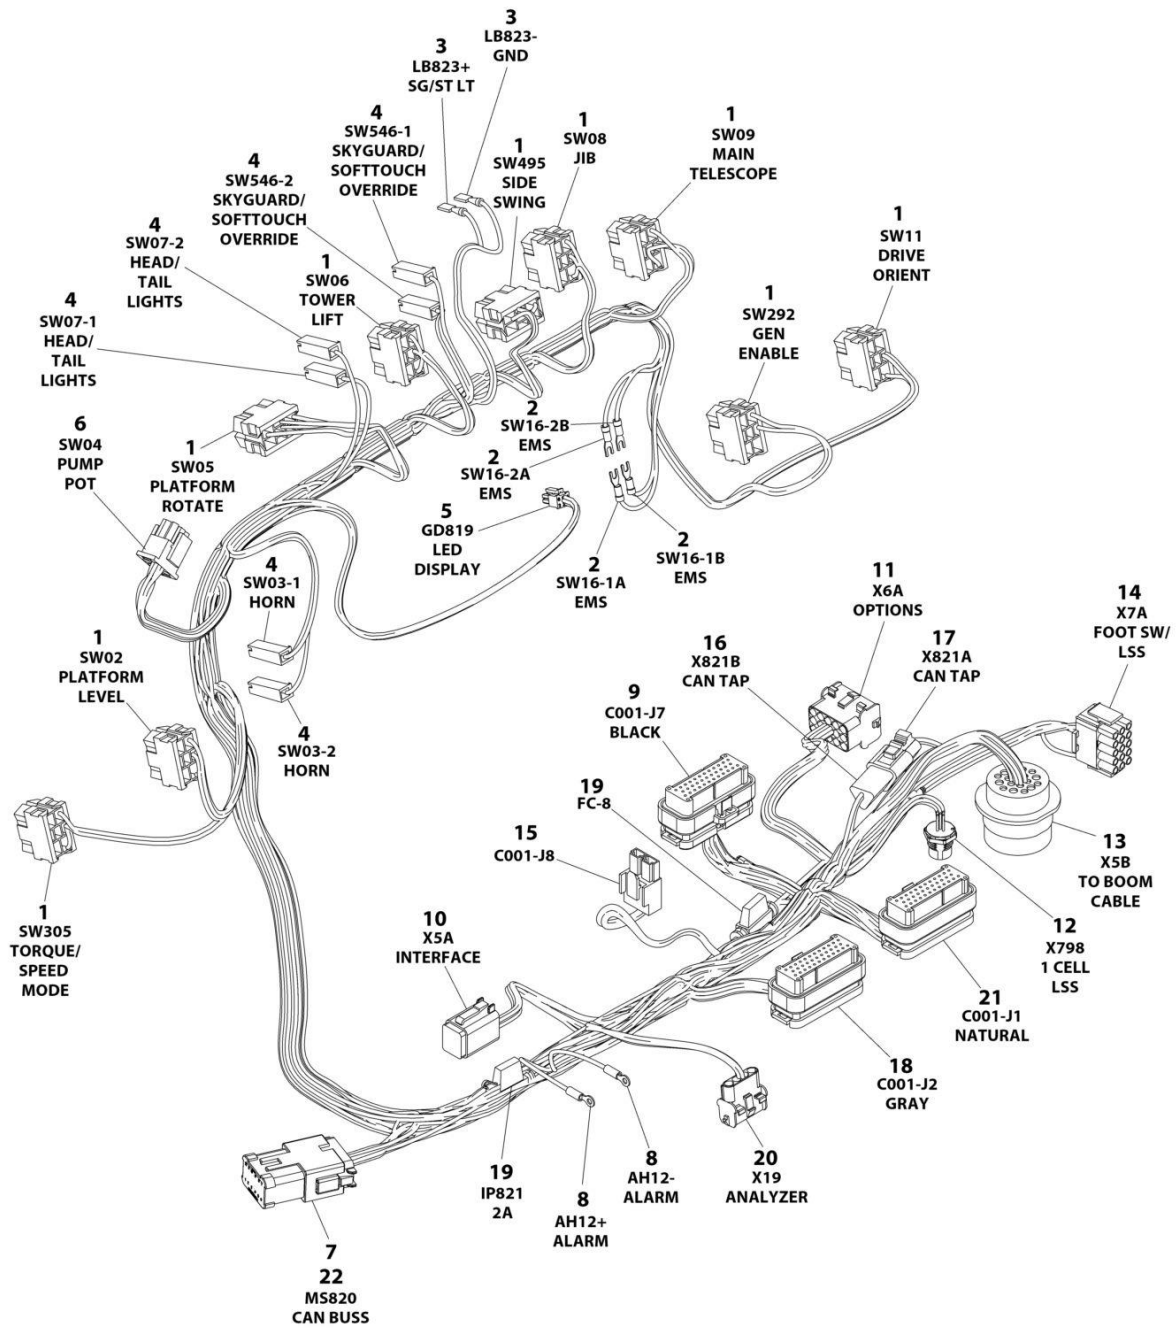 3
LB823-
GND
3
LB823+
SG/ST LT
4
SW546-1
SKYGUARD/
SOFTTOUCH
OVERRIDE
1
SW495
SIDE
SWING
1
SW08
JIB
1
SW09
MAIN
TELESCOPE
4
SW546-2
SKYGUARD/
SOFTTOUCH
OVERRIDE
4
SW07-2
HEAD/
TAIL
LIGHTS
1
SW06
TOWER
LIFT
1
SW11
DRIVE
ORIENT
4
SW07-1
HEAD/
TAIL
LIGHTS
1
SW292
GEN
ENABLE
6
SW04
PUMP
POT
1
SW05
PLATFORM
ROTATE
2
SW16-2B
EMS
2
SW16-2A
EMS
5
GD819
LED
DISPLAY
2
SW16-1A
EMS
2
SW16-1B
EMS
4
SW03-1
HORN
11
X6A
OPTIONS
14
X7A
FOOT SW/
LSS
1
SW02
PLATFORM
LEVEL
16
X821B
CAN TAP
17
X821A
CAN TAP
4
SW03-2
HORN
9
C001-J7
BLACK
19
FC-8
15
C001-J8
13
X5B
TO BOOM
CABLE
1
SW305
TORQUE/
SPEED
MODE
10
X5A
INTERFACE
12
X798
1 CELL
LSS
21
C001-J1
NATURAL
18
C001-J2
GRAY
19
IP821
2A
8
AH12-
ALARM
8
AH12+
ALARM
20
X19
ANALYZER
7
22
MS820
CAN BUSS